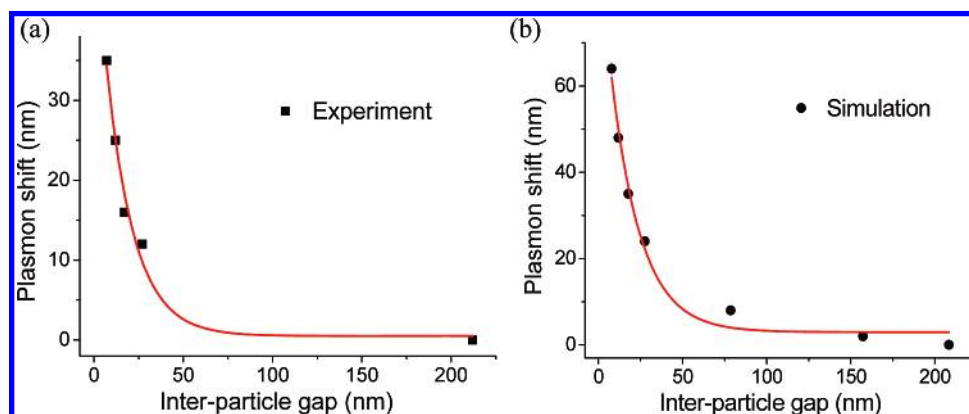 (a)
Plasmon shift (nm)
30
20
10
0
Experiment
0 50 100 150 200
Inter-particle gap (nm)
(b)
Plasmon shift (nm)
60
40
20
0
Simulation
0 50 100 150 200
Inter-particle gap (nm)